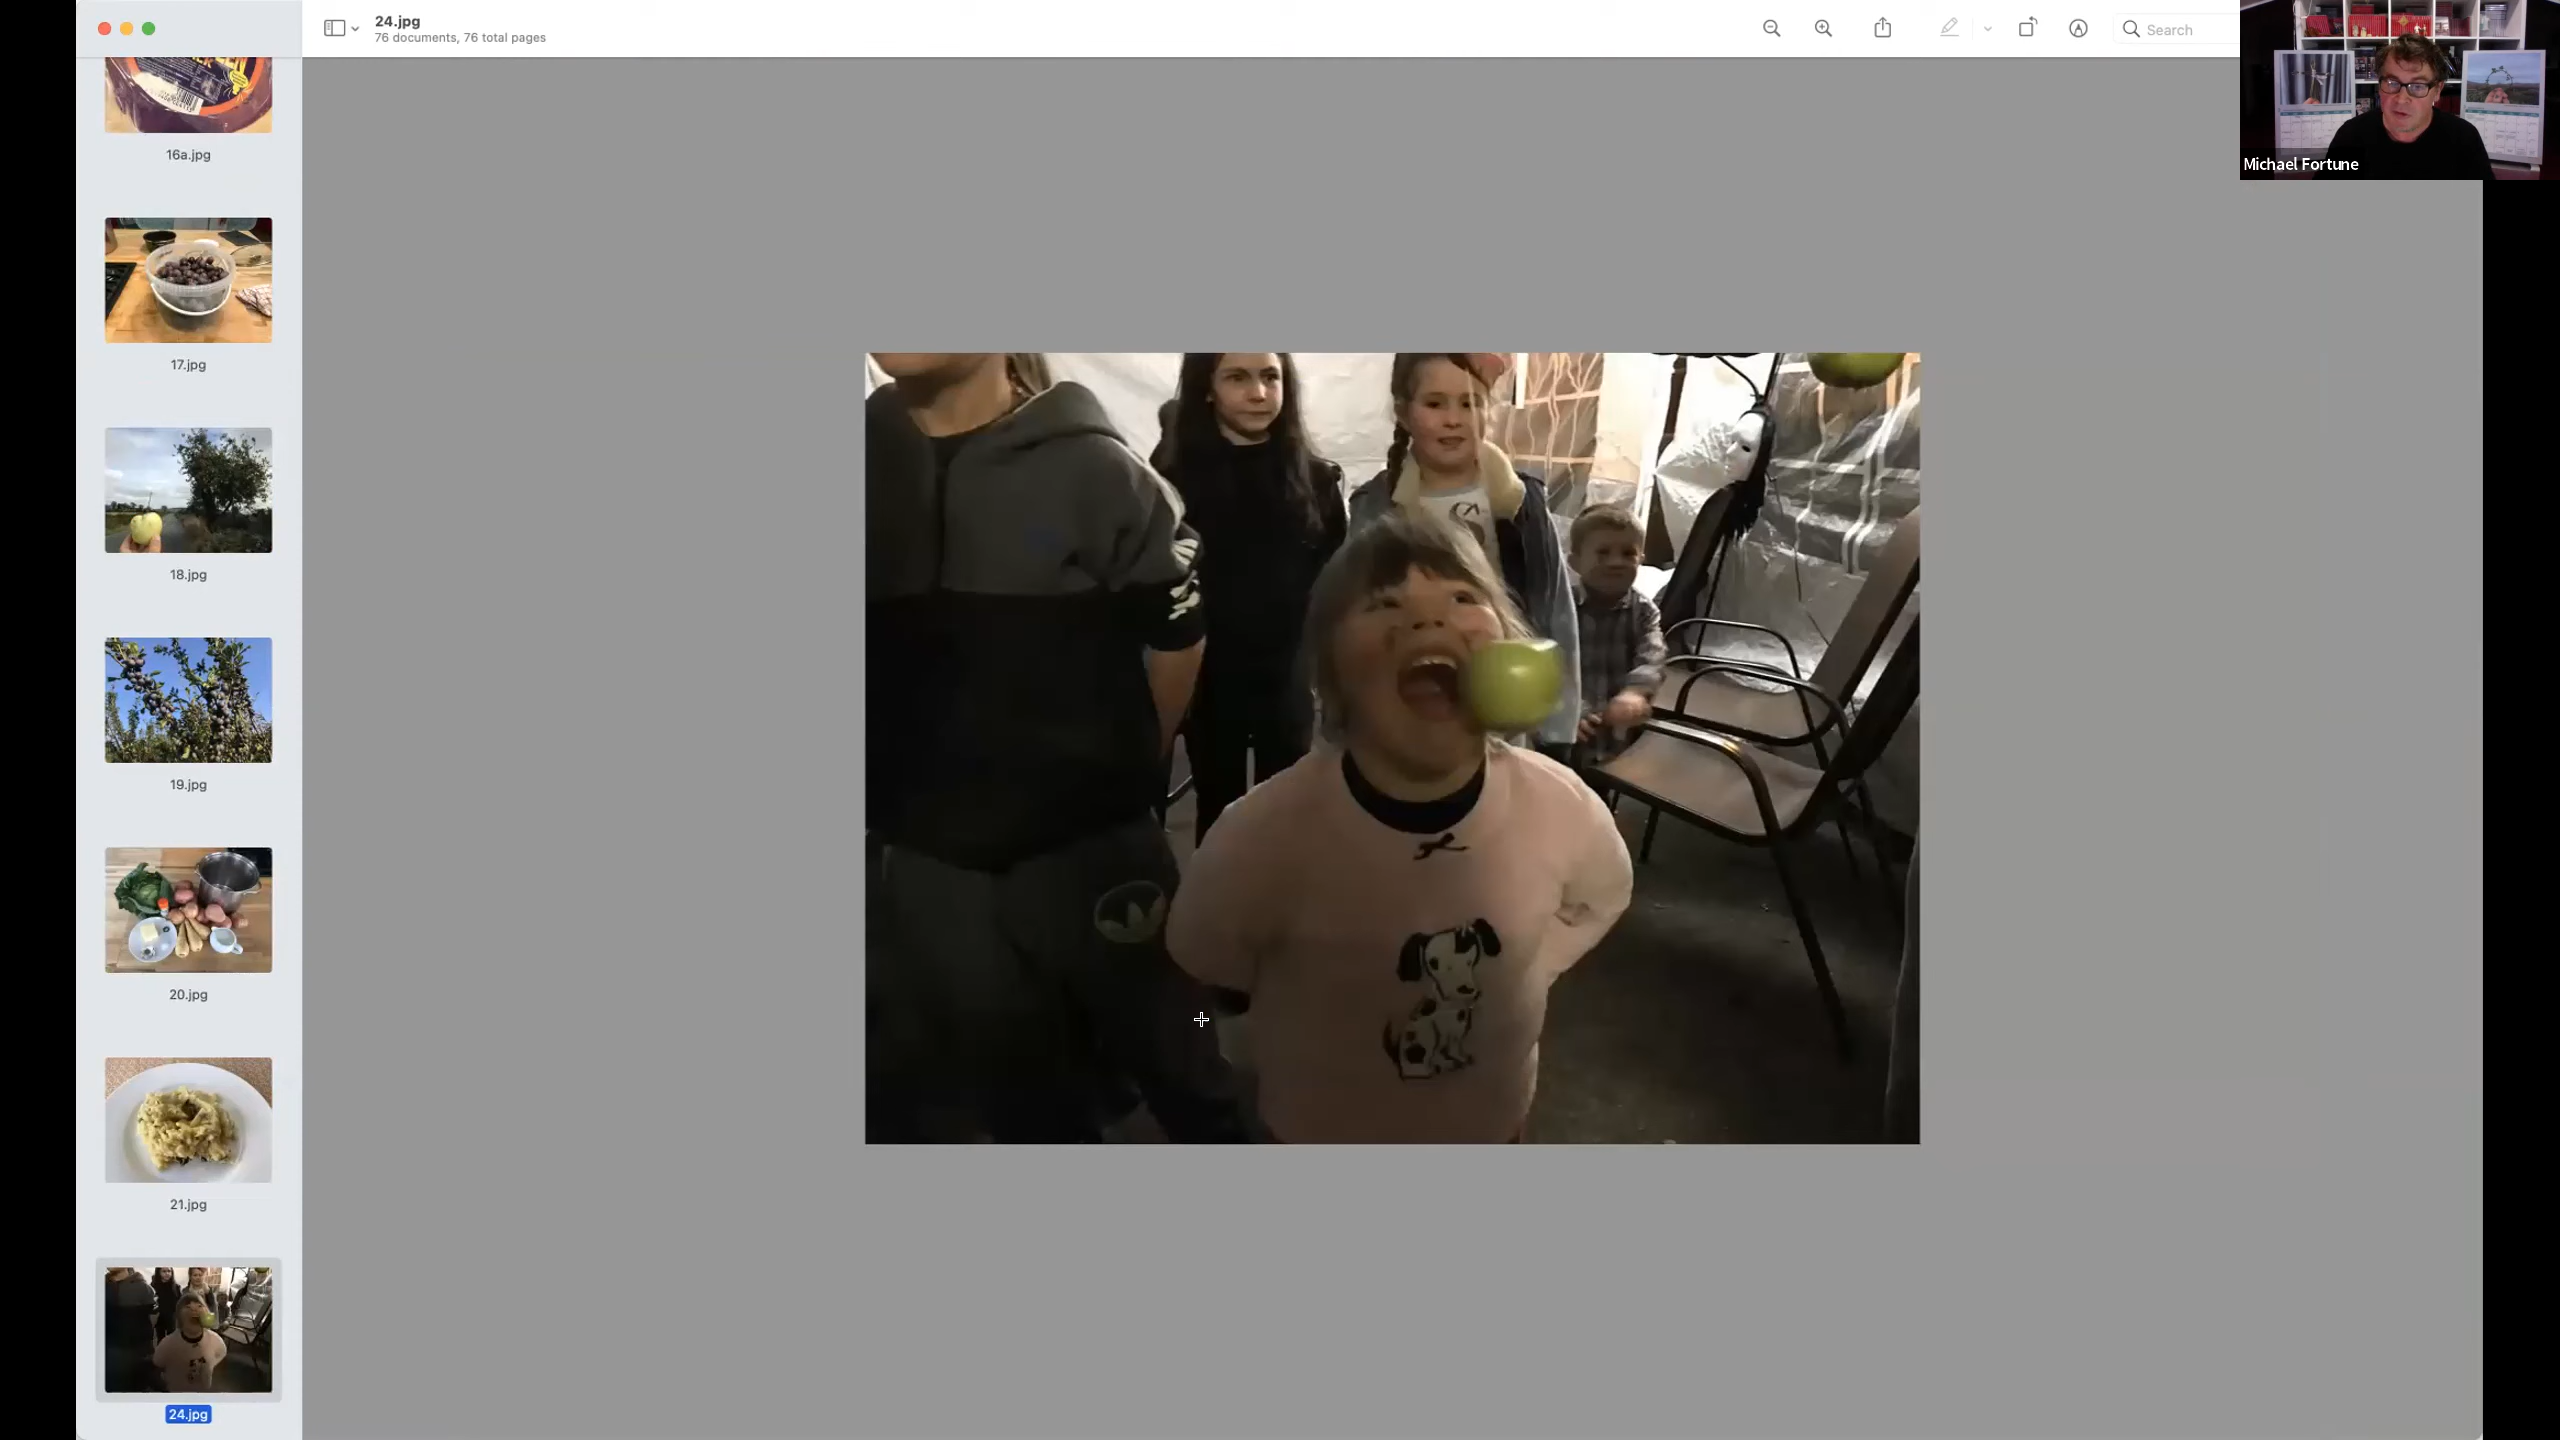 24.jpg
76 documents, 76 total pages
Search
Michael Fortune
16a.jpg
17.jpg
18.jpg
19.jpg
20.jpg
21.jpg
24.jpg